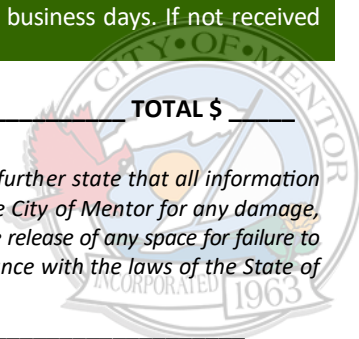 business days. If not received
TOTAL $
further state that all information
e City of Mentor for any damage,
release of any space for failure to
nce with the laws of the State of
CITY • OF • MENTOR
INCORPORATED 1963